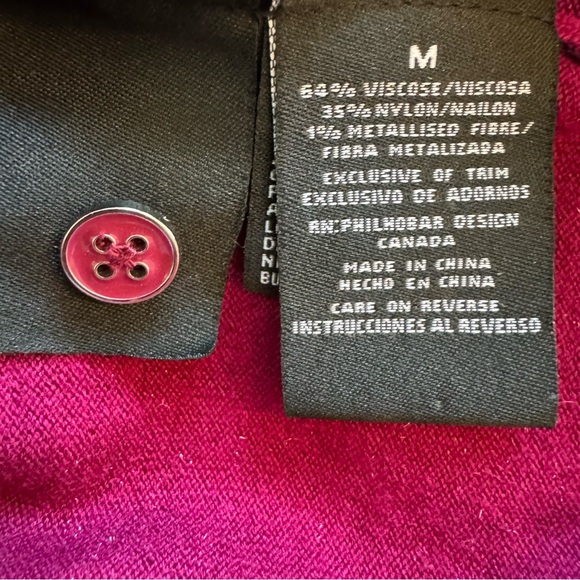 M
64% VISCOSE/VISCOSA
35% NYLON/NAILON
1% METALLISED FIBRE/
FIBRA METALIZADA
EXCLUSIVE OF TRIM
EXCLUSIVO DE ADORNOS
RN:PHILHOBAR DESIGN
CANADA
MADE IN CHINA
HECHO EN CHINA
CARE ON REVERSE
INSTRUCCIONES AL REVERSO